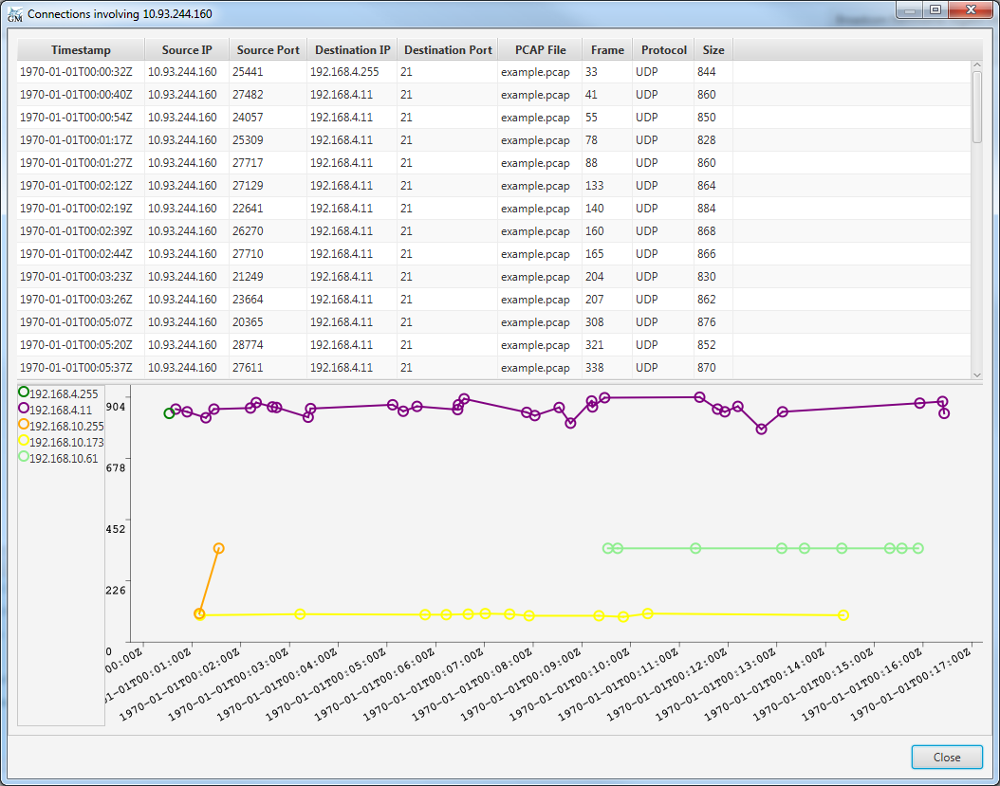 GM Connections involving 10.93.244.160
Timestamp Source IP Source Port Destination IP Destination Port PCAP File Frame Protocol Size
1970-01-01T00:00:32Z 10.93.244.160 25441 192.168.4.255 21 example.pcap 33 UDP 844
1970-01-01T00:00:40Z 10.93.244.160 27482 192.168.4.11 21 example.pcap 41 UDP 860
1970-01-01T00:00:54Z 10.93.244.160 24057 192.168.4.11 21 example.pcap 55 UDP 850
1970-01-01T00:01:17Z 10.93.244.160 25309 192.168.4.11 21 example.pcap 78 UDP 828
1970-01-01T00:01:27Z 10.93.244.160 27717 192.168.4.11 21 example.pcap 88 UDP 860
1970-01-01T00:02:12Z 10.93.244.160 27129 192.168.4.11 21 example.pcap 133 UDP 864
1970-01-01T00:02:19Z 10.93.244.160 22641 192.168.4.11 21 example.pcap 140 UDP 884
1970-01-01T00:02:39Z 10.93.244.160 26270 192.168.4.11 21 example.pcap 160 UDP 868
1970-01-01T00:02:44Z 10.93.244.160 27710 192.168.4.11 21 example.pcap 165 UDP 866
1970-01-01T00:03:23Z 10.93.244.160 21249 192.168.4.11 21 example.pcap 204 UDP 830
1970-01-01T00:03:26Z 10.93.244.160 23664 192.168.4.11 21 example.pcap 207 UDP 862
1970-01-01T00:05:07Z 10.93.244.160 20365 192.168.4.11 21 example.pcap 308 UDP 876
1970-01-01T00:05:20Z 10.93.244.160 28774 192.168.4.11 21 example.pcap 321 UDP 852
1970-01-01T00:05:37Z 10.93.244.160 27611 192.168.4.11 21 example.pcap 338 UDP 870
192.168.4.255
192.168.4.11
192.168.10.255
192.168.10.173
192.168.10.61
904
678
452
226
0
00:00Z
01-01T00:01:00Z
1970-01-01T00:02:00Z
1970-01-01T00:03:00Z
1970-01-01T00:04:00Z
1970-01-01T00:05:00Z
1970-01-01T00:06:00Z
1970-01-01T00:07:00Z
1970-01-01T00:08:00Z
1970-01-01T00:09:00Z
1970-01-01T00:10:00Z
1970-01-01T00:11:00Z
1970-01-01T00:12:00Z
1970-01-01T00:13:00Z
1970-01-01T00:14:00Z
1970-01-01T00:15:00Z
1970-01-01T00:16:00Z
1970-01-01T00:17:00Z
Close